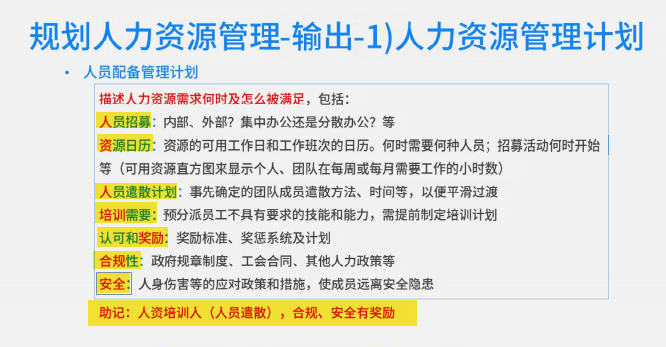 规划人力资源管理-输出-1)人力资源管理计划
• 人员配备管理计划
描述人力资源需求何时及怎么被满足，包括：
人员招募：内部、外部？集中办公还是分散办公？等
资源日历：资源的可用工作日和工作班次的日历。何时需要何种人员；招募活动何时开始
等（可用资源直方图来显示个人、团队在每周或每月需要工作的小时数）
人员遣散计划：事先确定的团队成员遣散方法、时间等，以便平滑过渡
培训需要：预分派员工不具有要求的技能和能力，需提前制定培训计划
认可和奖励：奖励标准、奖惩系统及计划
合规性：政府规章制度、工会合同、其他人力政策等
安全：人身伤害等的应对政策和措施，使成员远离安全隐患
助记：人资培训人（人员遣散），合规、安全有奖励